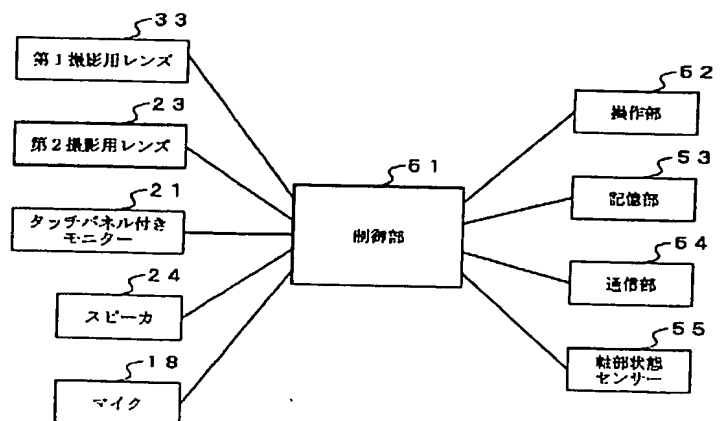 33
第1撮影用レンズ
23
第2撮影用レンズ
21
タッチパネル付き
モニター
24
スピーカ
18
マイク
51
制御部
52
操作部
53
記憶部
54
通信部
55
軸部状態
センサー